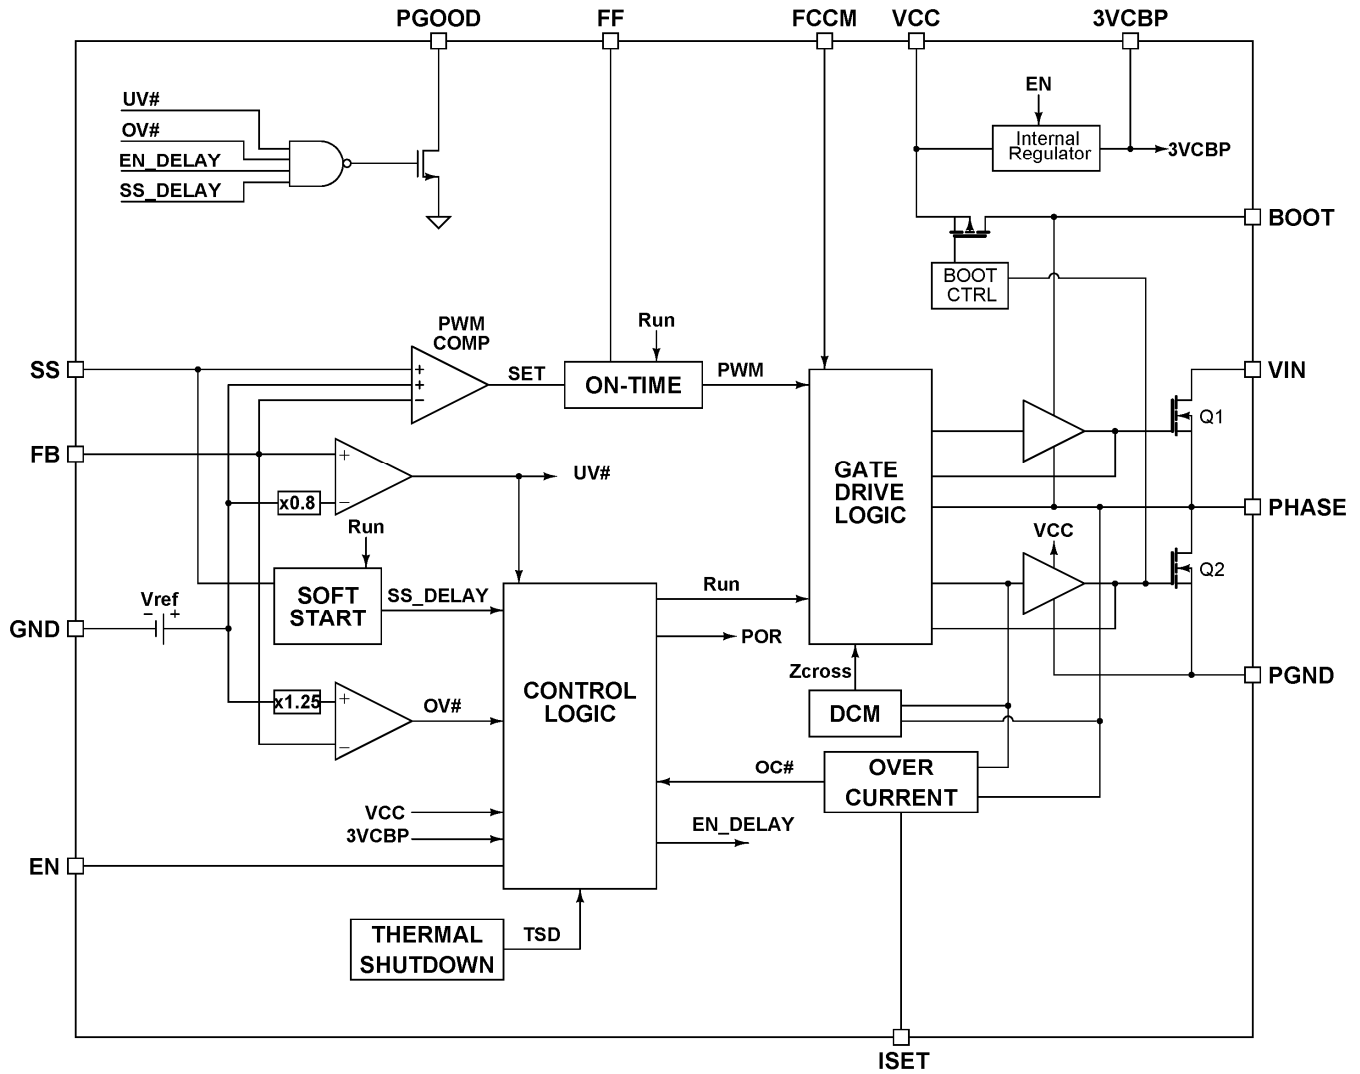 PGOOD
FF
FCCM
VCC
3VCBP
UV#
OV#
EN_DELAY
SS_DELAY
EN
Internal
Regulator
3VCBP
BOOT
BOOT
CTRL
PWM
COMP
Run
SS
+
+
−
SET
ON-TIME
PWM
VIN
Q1
FB
+
−
x0.8
UV#
GATE
DRIVE
LOGIC
PHASE
Run
VCC
Q2
SOFT
START
SS_DELAY
Run
Vref
− +
GND
POR
Zcross
PGND
CONTROL
LOGIC
x1.25
+
−
OV#
DCM
OC#
OVER
CURRENT
VCC
3VCBP
EN_DELAY
EN
THERMAL
SHUTDOWN
TSD
ISET